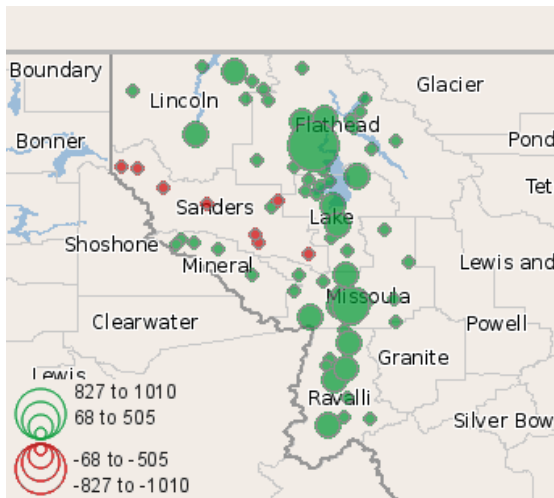 Boundary
Glacier
Lincoln
Flathead
Bonner
Pond
Tet
Sanders
Lake
Shoshone
Mineral
Lewis and
Missoula
Clearwater
Powell
Granite
Lewis
827 to 1010
Ravalli
68 to 505
Silver Bow
-68 to -505
-827 to -1010